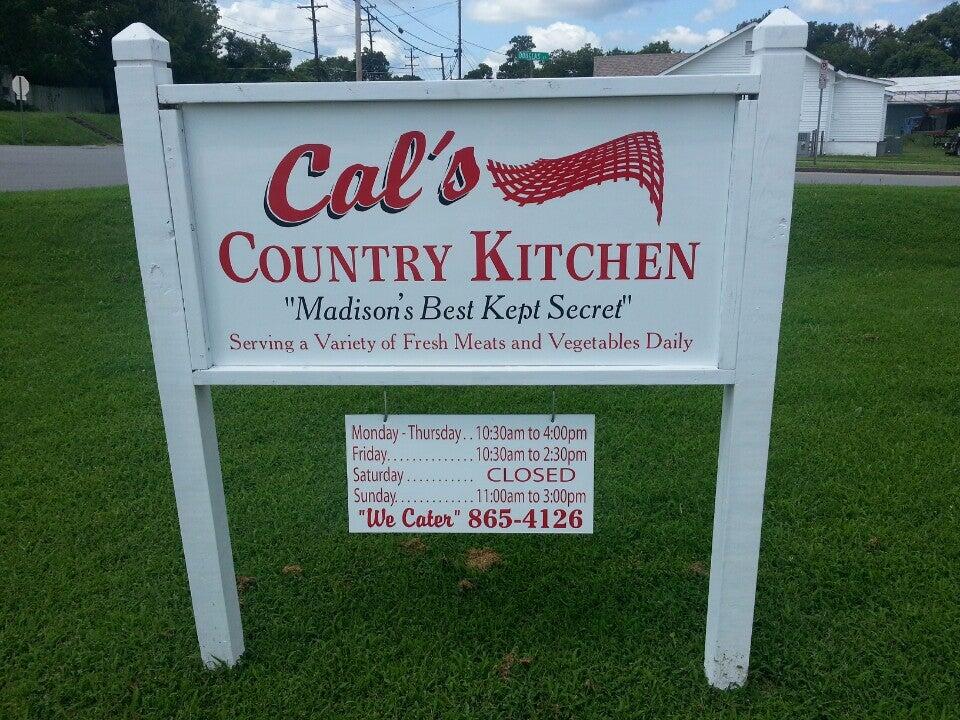 Cal's
Country Kitchen
"Madison's Best Kept Secret"
Serving a Variety of Fresh Meats and Vegetables Daily
Monday - Thursday . . 10:30am to 4:00pm
Friday. . . . . . . . . . . . . 10:30am to 2:30pm
Saturday . . . . . . . . . . . CLOSED
Sunday. . . . . . . . . . . . 11:00am to 3:00pm
"We Cater" 865-4126